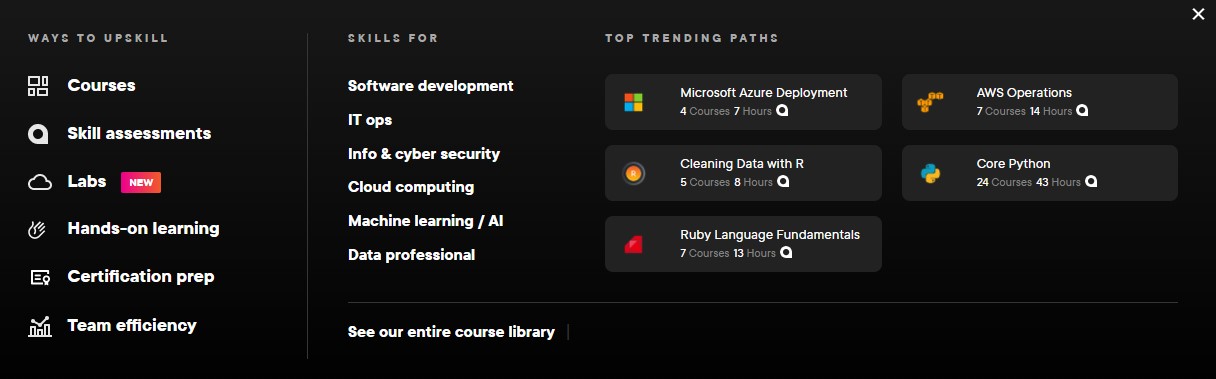 WAYS TO UPSKILL
Courses
Skill assessments
Labs NEW
Hands-on learning
Certification prep
Team efficiency
SKILLS FOR
Software development
IT ops
Info & cyber security
Cloud computing
Machine learning / AI
Data professional
TOP TRENDING PATHS
Microsoft Azure Deployment
4 Courses 7 Hours
AWS Operations
7 Courses 14 Hours
Cleaning Data with R
5 Courses 8 Hours
Core Python
24 Courses 43 Hours
Ruby Language Fundamentals
7 Courses 13 Hours
See our entire course library